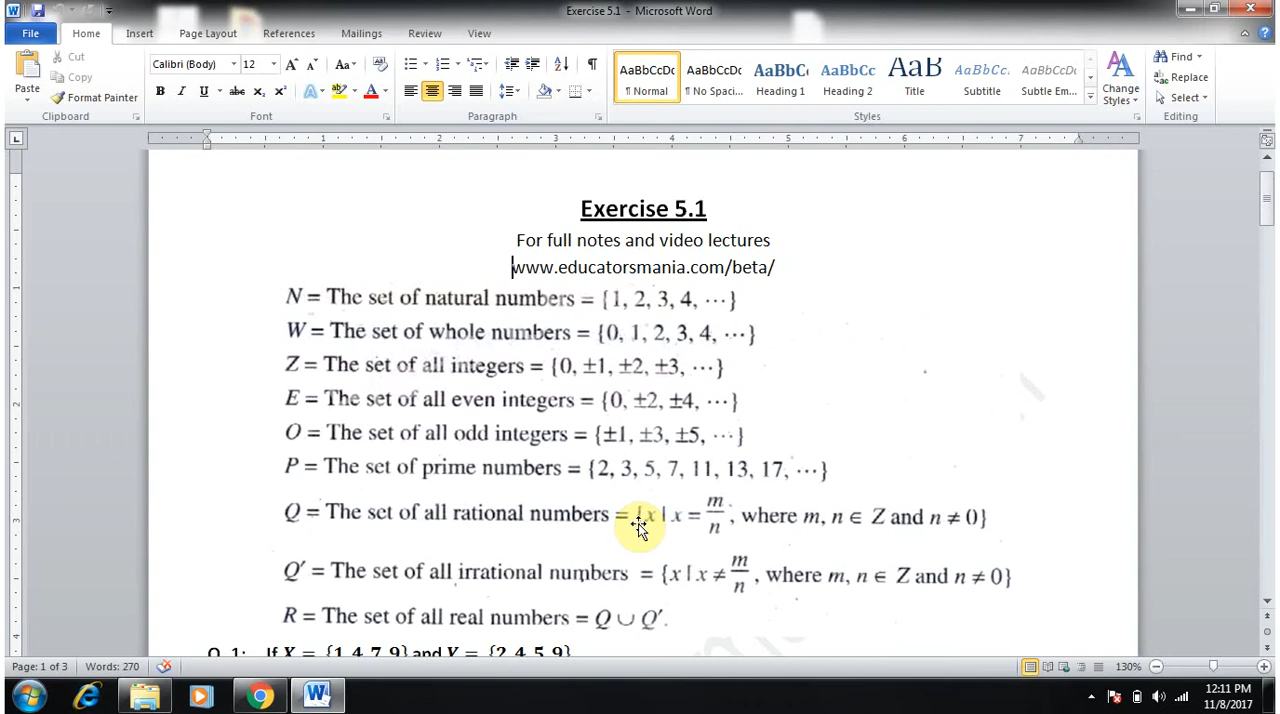 Exercise 5.1 - Microsoft Word
File Home Insert Page Layout References Mailings Review View
Paste
Cut
Copy
Format Painter
Clipboard
Calibri (Body) 12
Font
Paragraph
AaBbCcDc AaBbCcDc AaBbC AaBbCc AaB AaBbCc AaBbCcDc
¶ Normal ¶ No Spaci... Heading 1 Heading 2 Title Subtitle Subtle Em...
Styles
Change Styles
Find
Replace
Select
Editing
Exercise 5.1
For full notes and video lectures
www.educatorsmania.com/beta/
N = The set of natural numbers = {1, 2, 3, 4, ⋯}
W = The set of whole numbers = {0, 1, 2, 3, 4, ⋯}
Z = The set of all integers = {0, ±1, ±2, ±3, ⋯}
E = The set of all even integers = {0, ±2, ±4, ⋯}
O = The set of all odd integers = {±1, ±3, ±5, ⋯}
P = The set of prime numbers = {2, 3, 5, 7, 11, 13, 17, ⋯}
Q = The set of all rational numbers = {x | x = m/n, where m, n ∈ Z and n ≠ 0}
Q′ = The set of all irrational numbers = {x | x ≠ m/n, where m, n ∈ Z and n ≠ 0}
R = The set of all real numbers = Q ∪ Q′.
Q. 1: If X = {1,4,7,9} and Y = {2,4,5,9}
Page: 1 of 3 Words: 270 130%
12:11 PM
11/8/2017